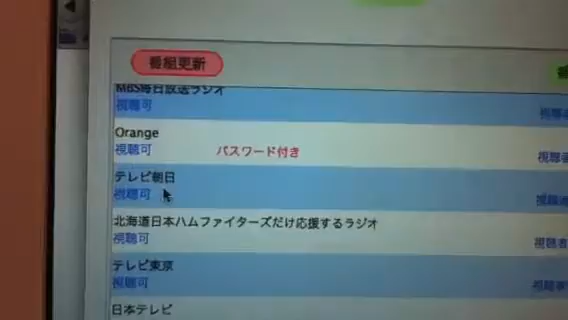 番組更新
MBS毎日放送ラジオ
視聴可
Orange
視聴可 パスワード付き
テレビ朝日
視聴可
北海道日本ハムファイターズだけ応援するラジオ
視聴可 視聴者
テレビ東京
視聴可
日本テレビ